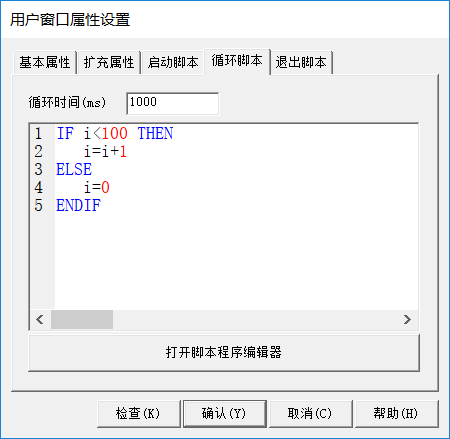 用户窗口属性设置
基本属性 扩充属性 启动脚本 循环脚本 退出脚本
循环时间(ms) 1000
1 IF i<100 THEN
2 i=i+1
3 ELSE
4 i=0
5 ENDIF
打开脚本程序编辑器
检查(K) 确认(Y) 取消(C) 帮助(H)